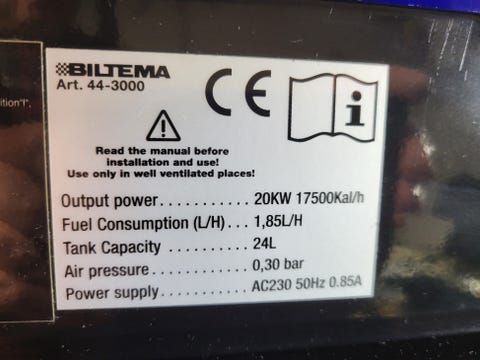 BILTEMA
Art. 44-3000
CE
i
ition"I",
Read the manual before
installation and use!
Use only in well ventilated places!
Output power........... 20KW 17500Kal/h
Fuel Consumption (L/H)... 1,85L/H
Tank Capacity .......... 24L
Air pressure............ 0,30 bar
Power supply............ AC230 50Hz 0.85A